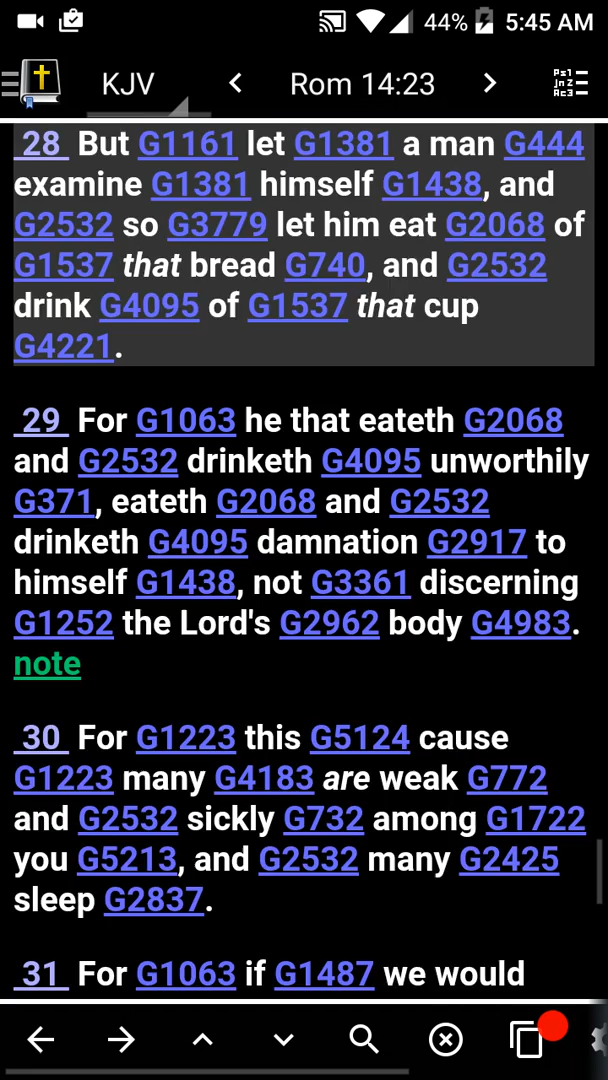 44% 5:45 AM
KJV Rom 14:23
28 But G1161 let G1381 a man G444
examine G1381 himself G1438, and
G2532 so G3779 let him eat G2068 of
G1537 that bread G740, and G2532
drink G4095 of G1537 that cup
G4221.
29 For G1063 he that eateth G2068
and G2532 drinketh G4095 unworthily
G371, eateth G2068 and G2532
drinketh G4095 damnation G2917 to
himself G1438, not G3361 discerning
G1252 the Lord's G2962 body G4983.
note
30 For G1223 this G5124 cause
G1223 many G4183 are weak G772
and G2532 sickly G732 among G1722
you G5213, and G2532 many G2425
sleep G2837.
31 For G1063 if G1487 we would